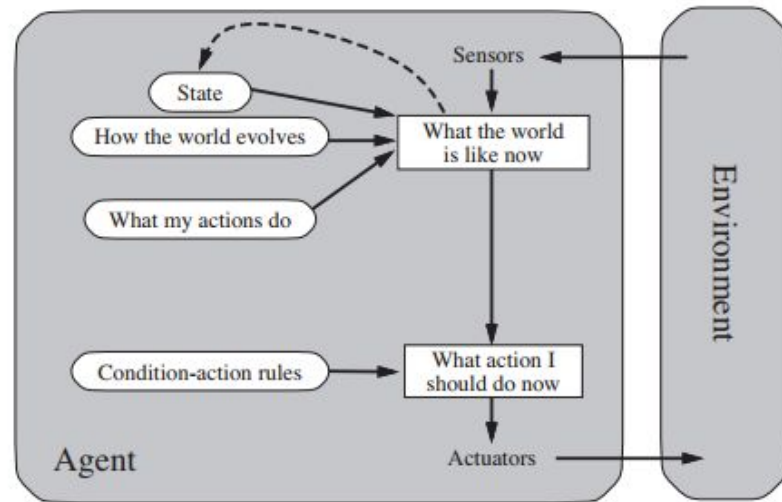 Sensors
State
What the world
is like now
How the world evolves
What my actions do
Condition-action rules
What action I
should do now
Agent
Actuators
Environment